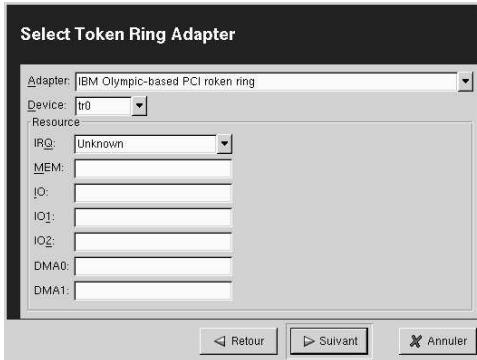 Select Token Ring Adapter
Adapter: IBM Olympic-based PCI roken ring
Device: tr0
Resource
IRQ: Unknown
MEM:
IO:
IO1:
IO2:
DMA0:
DMA1:
Retour Suivant Annuler